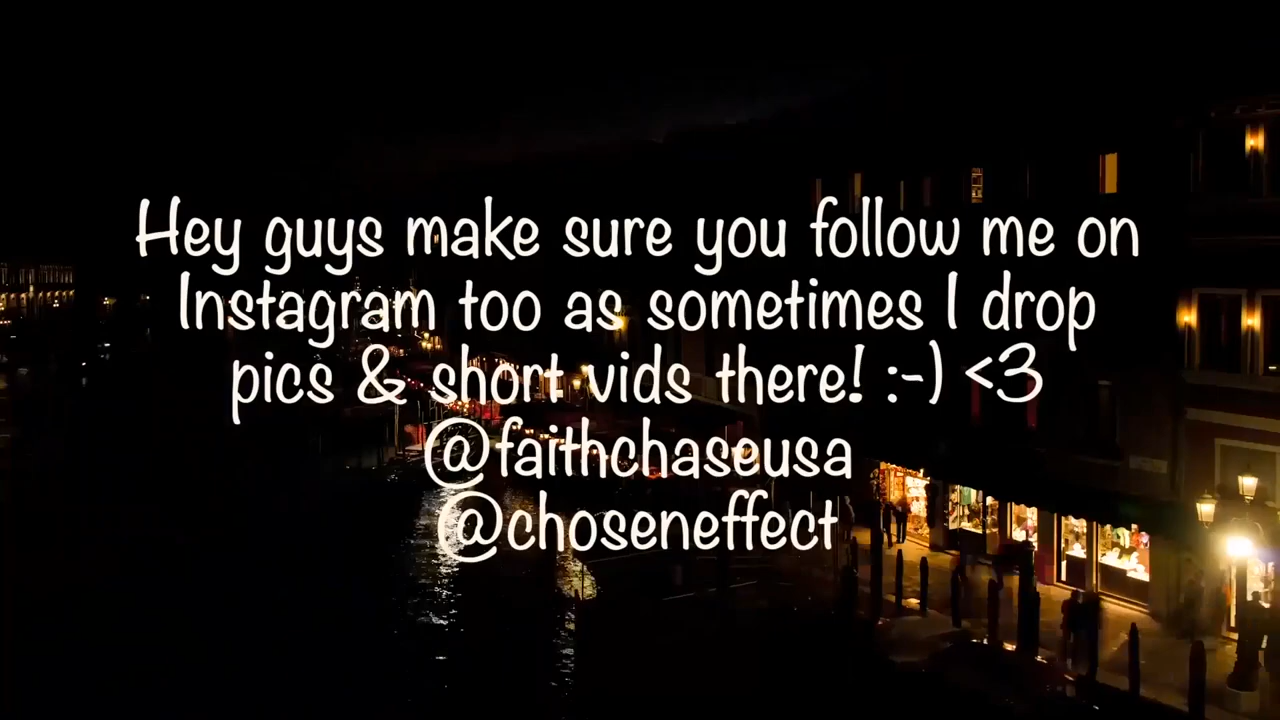 Hey guys make sure you follow me on
Instagram too as sometimes I drop
pics & short vids there! :-) <3
@faithchaseusa
@choseneffect